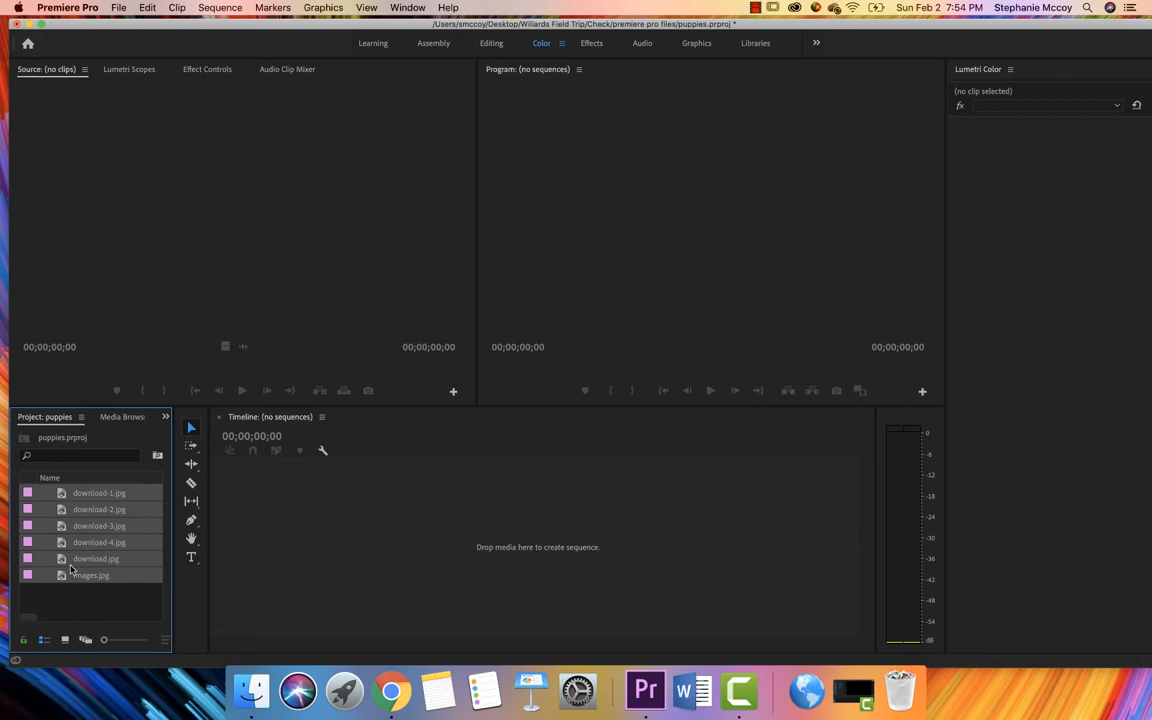 Premiere Pro File Edit Clip Sequence Markers Graphics View Window Help Sun Feb 2 7:54 PM Stephanie Mccoy
/Users/smccoy/Desktop/Willards Field Trip/Check/premiere pro files/puppies.prproj *
Learning Assembly Editing Color Effects Audio Graphics Libraries
Source: (no clips) Lumetri Scopes Effect Controls Audio Clip Mixer Program: (no sequences) Lumetri Color
(no clip selected)
fx
00;00;00;00 00;00;00;00 00;00;00;00 00;00;00;00
Project: puppies Media Brows Timeline: (no sequences)
puppies.prproj 00;00;00;00
Name
download-1.jpg
download-2.jpg
download-3.jpg
download-4.jpg
download.jpg
images.jpg
Drop media here to create sequence.
0
-6
-12
-18
-24
-30
-36
-42
-48
-54
dB
Pr W C